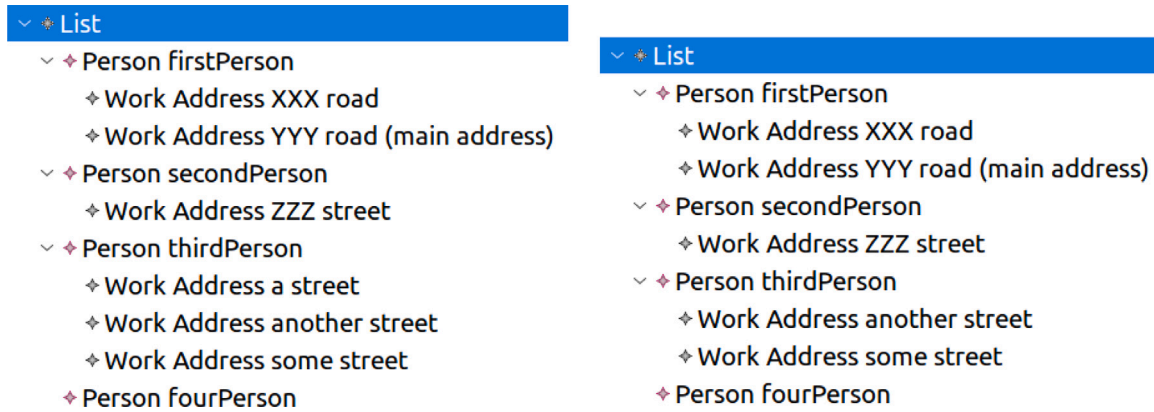 List
Person firstPerson
Work Address XXX road
Work Address YYY road (main address)
Person secondPerson
Work Address ZZZ street
Person thirdPerson
Work Address a street
Work Address another street
Work Address some street
Person fourPerson
List
Person firstPerson
Work Address XXX road
Work Address YYY road (main address)
Person secondPerson
Work Address ZZZ street
Person thirdPerson
Work Address another street
Work Address some street
Person fourPerson